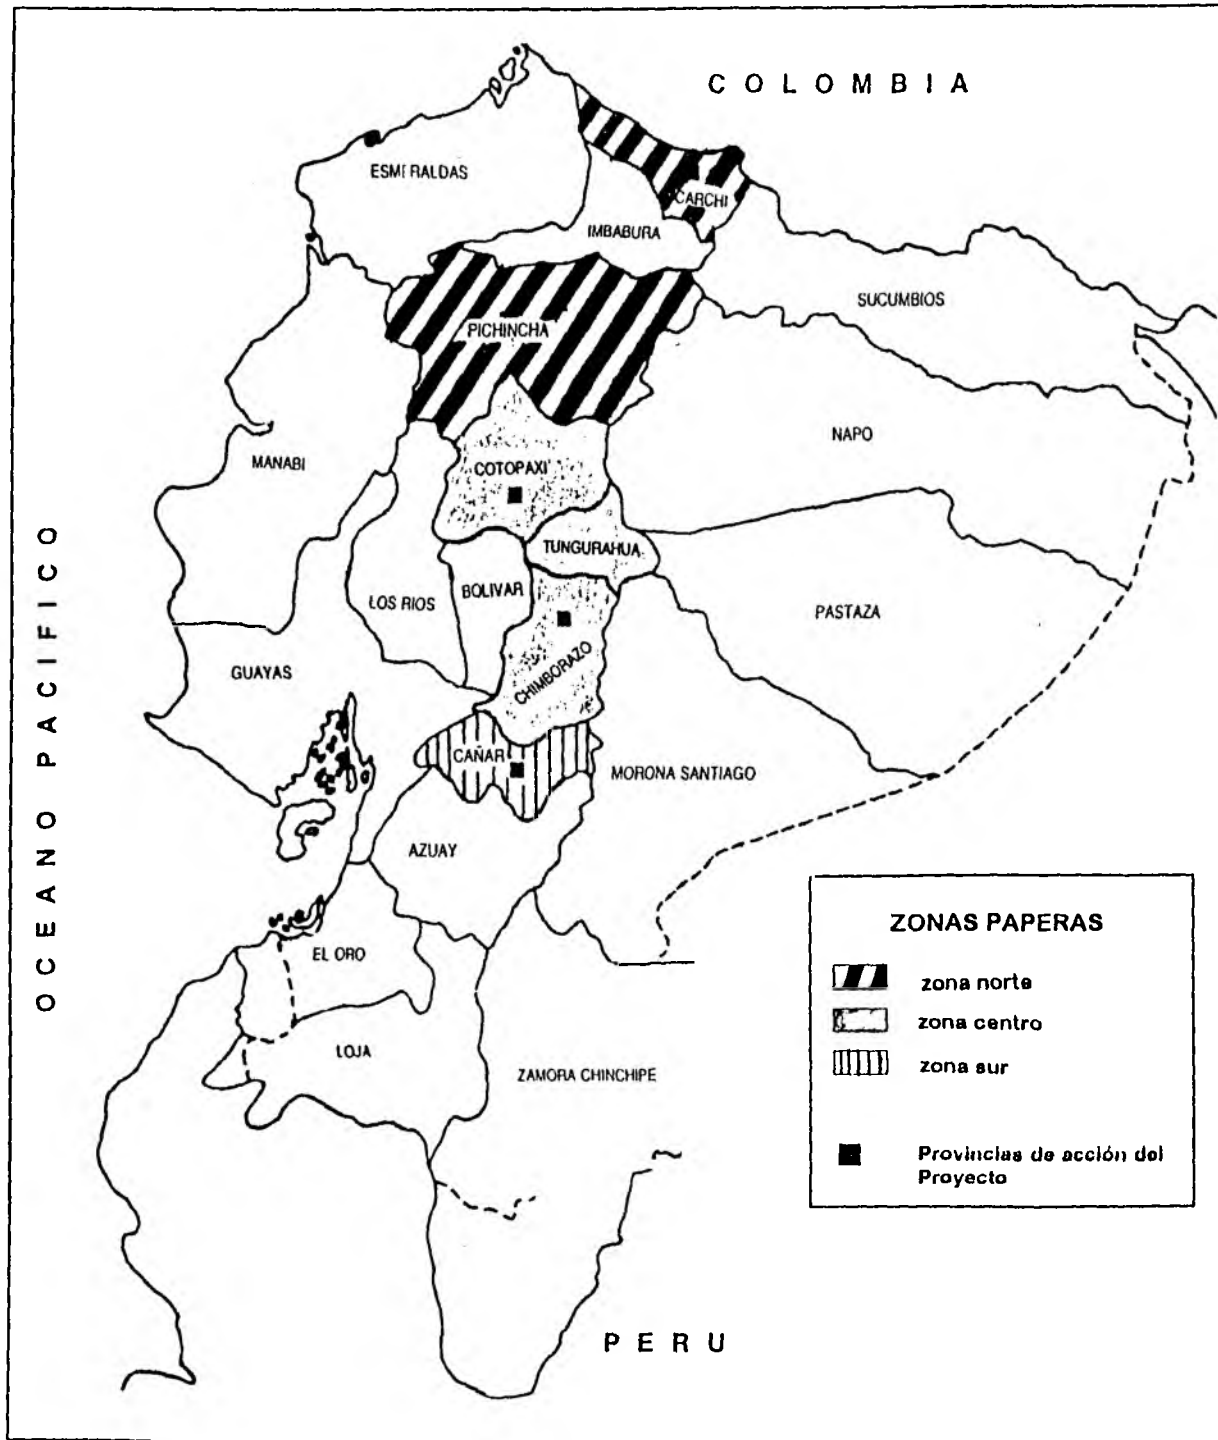 COLOMBIA
ESMERALDAS
CARCHI
IMBABURA
SUCUMBIOS
PICHINCHA
NAPO
MANABI
COTOPAXI
TUNGURAHUA
OCEANO PACIFICO
LOS RIOS
BOLIVAR
PASTAZA
GUAYAS
CHIMBORAZO
CAÑAR
MORONA SANTIAGO
AZUAY
EL ORO
LOJA
ZAMORA CHINCHIPE
PERU
ZONAS PAPERAS
zona norte
zona centro
zona sur
Provincias de acción del
Proyecto